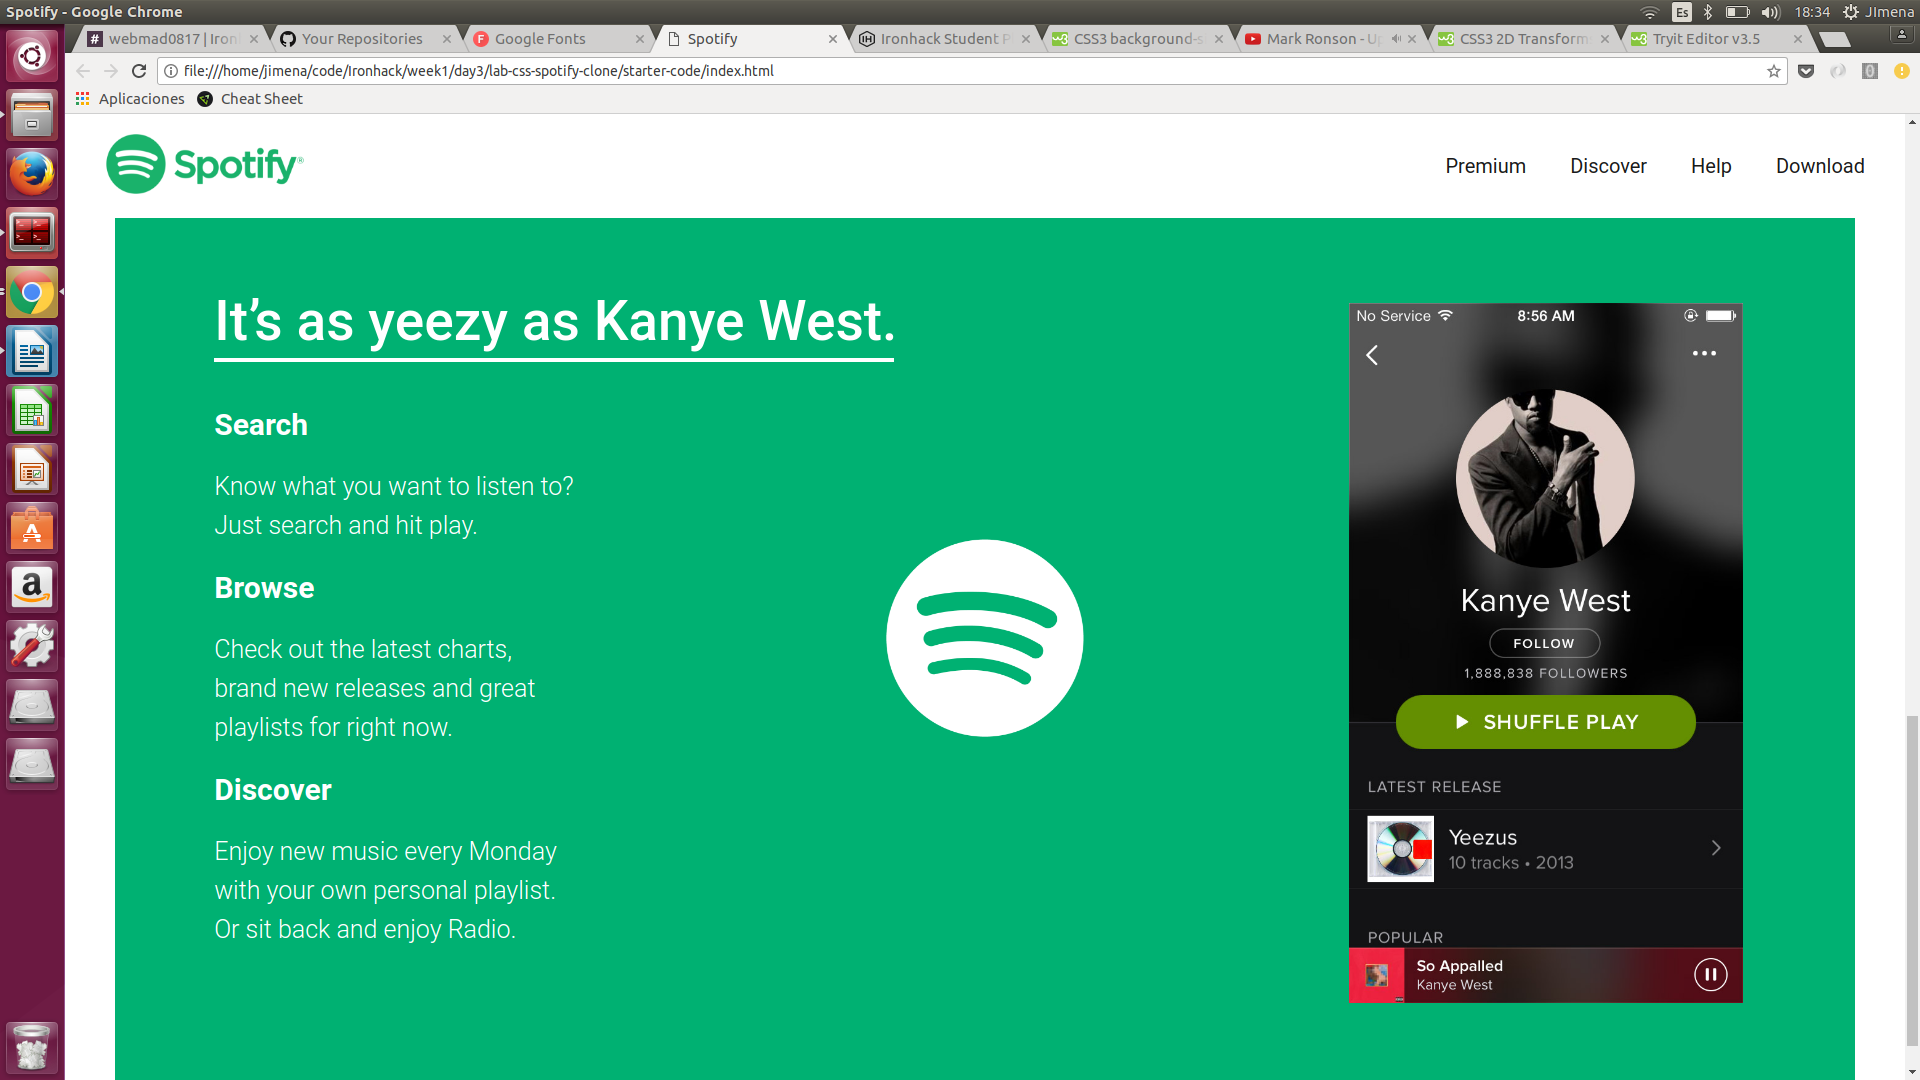 Spotify - Google Chrome
Es
18:34
JImena
webmad0817 | Iron
Your Repositories
Google Fonts
Spotify
Ironhack Student P
CSS3 background-s
Mark Ronson - Up
CSS3 2D Transform
Tryit Editor v3.5
file:///home/jimena/code/Ironhack/week1/day3/lab-css-spotify-clone/starter-code/index.html
Aplicaciones
Cheat Sheet
Spotify®
Premium
Discover
Help
Download
It’s as yeezy as Kanye West.
Search
Know what you want to listen to?
Just search and hit play.
Browse
Check out the latest charts,
brand new releases and great
playlists for right now.
Discover
Enjoy new music every Monday
with your own personal playlist.
Or sit back and enjoy Radio.
No Service
8:56 AM
Kanye West
FOLLOW
1,888,838 FOLLOWERS
SHUFFLE PLAY
LATEST RELEASE
Yeezus
10 tracks • 2013
POPULAR
So Appalled
Kanye West